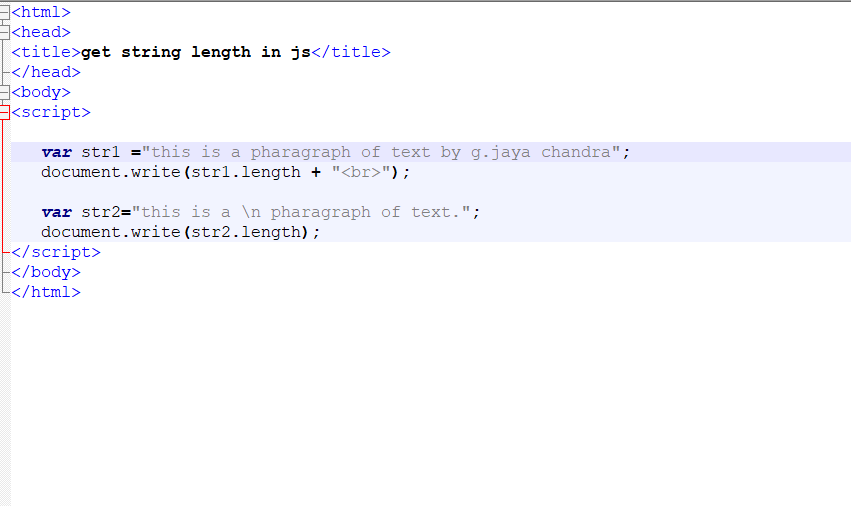 <html>
<head>
<title>get string length in js</title>
</head>
<body>
<script>
var str1 ="this is a pharagraph of text by g.jaya chandra";
document.write(str1.length + "<br>");
var str2="this is a \n pharagraph of text.";
document.write(str2.length);
</script>
</body>
</html>